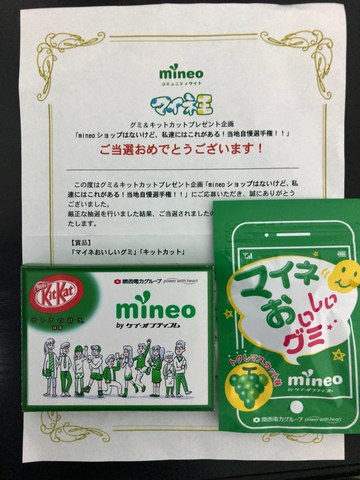 mineo
コミュニティサイト
マイネ王
グミ＆キットカットプレゼント企画
「mineoショップはないけど、私達にはこれがある！当地自慢選手権！！」
ご当選おめでとうございます！
この度はグミ＆キットカットプレゼント企画「mineoショップはないけど、私
達にはこれがある！当地自慢選手権！！」にご応募いただき、誠にありがとう
ございました。
厳正な抽選を行いました結果、ご当選されました
たします。
【賞品】
「マイネおいしいグミ」「キットカット」
KitKat
関西電力グループ power with heart
mineo
by ケイ・オプティコム
マイネ
おいしい
グミ
mineo
関西電力グループ power with heart